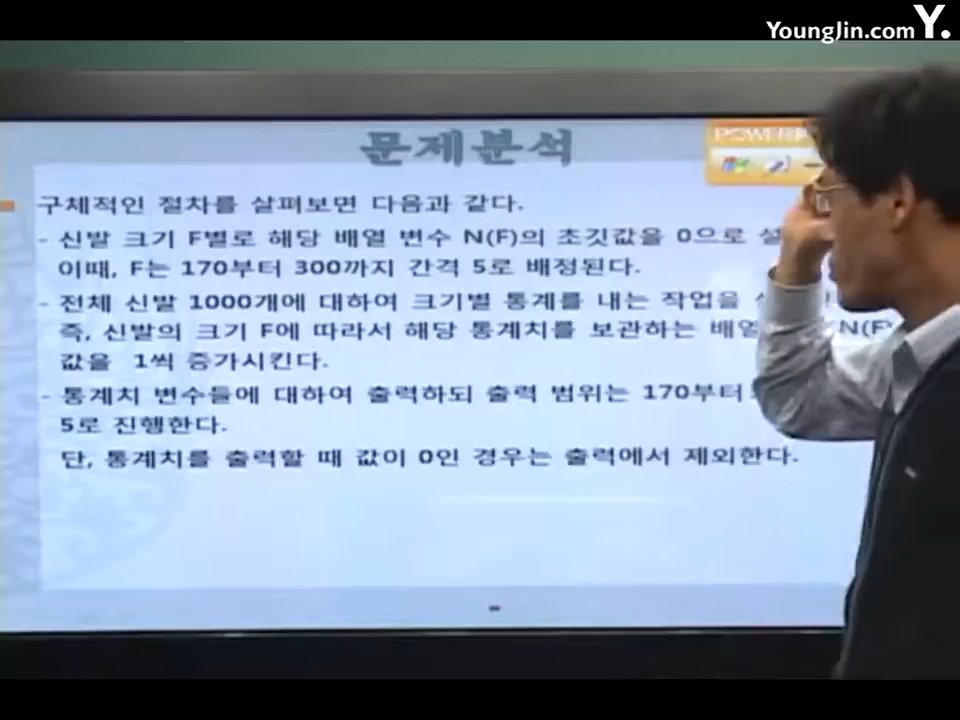 YoungJin.com Y.
문제분석
구체적인 절차를 살펴보면 다음과 같다.
- 신발 크기 F별로 해당 배열 변수 N(F)의 초깃값을 0으로
이때, F는 170부터 300까지 간격 5로 배정된다.
- 전체 신발 1000개에 대하여 크기별 통계를 내는 작업을
즉, 신발의 크기 F에 따라서 해당 통계치를 보관하는 N(F)
값을 1씩 증가시킨다.
- 통계치 변수들에 대하여 출력하되 출력 범위는 170부터
5로 진행한다.
단, 통계치를 출력할 때 값이 0인 경우는 출력에서 제외한다.